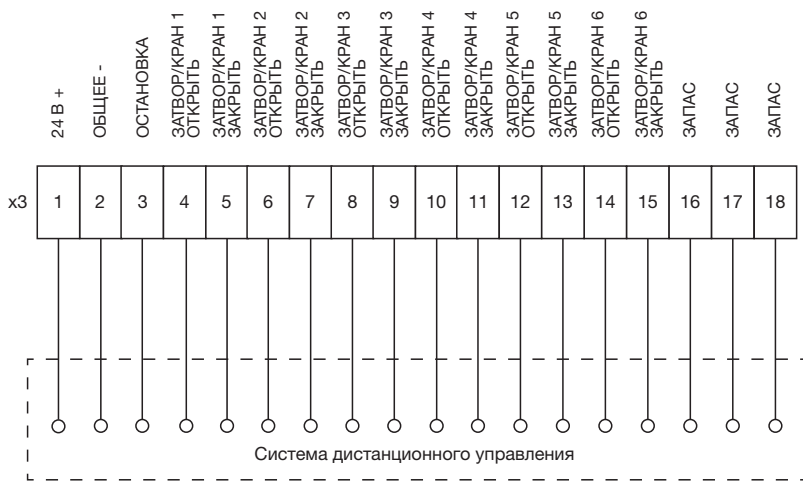 24 В +
ОБЩЕЕ -
ОСТАНОВКА
ЗАТВОР/КРАН 1
ОТКРЫТЬ
ЗАТВОР/КРАН 1
ЗАКРЫТЬ
ЗАТВОР/КРАН 2
ОТКРЫТЬ
ЗАТВОР/КРАН 2
ЗАКРЫТЬ
ЗАТВОР/КРАН 3
ОТКРЫТЬ
ЗАТВОР/КРАН 3
ЗАКРЫТЬ
ЗАТВОР/КРАН 4
ОТКРЫТЬ
ЗАТВОР/КРАН 4
ЗАКРЫТЬ
ЗАТВОР/КРАН 5
ОТКРЫТЬ
ЗАТВОР/КРАН 5
ЗАКРЫТЬ
ЗАТВОР/КРАН 6
ОТКРЫТЬ
ЗАТВОР/КРАН 6
ЗАКРЫТЬ
ЗАПАС
ЗАПАС
ЗАПАС
x3 1 2 3 4 5 6 7 8 9 10 11 12 13 14 15 16 17 18
Система дистанционного управления